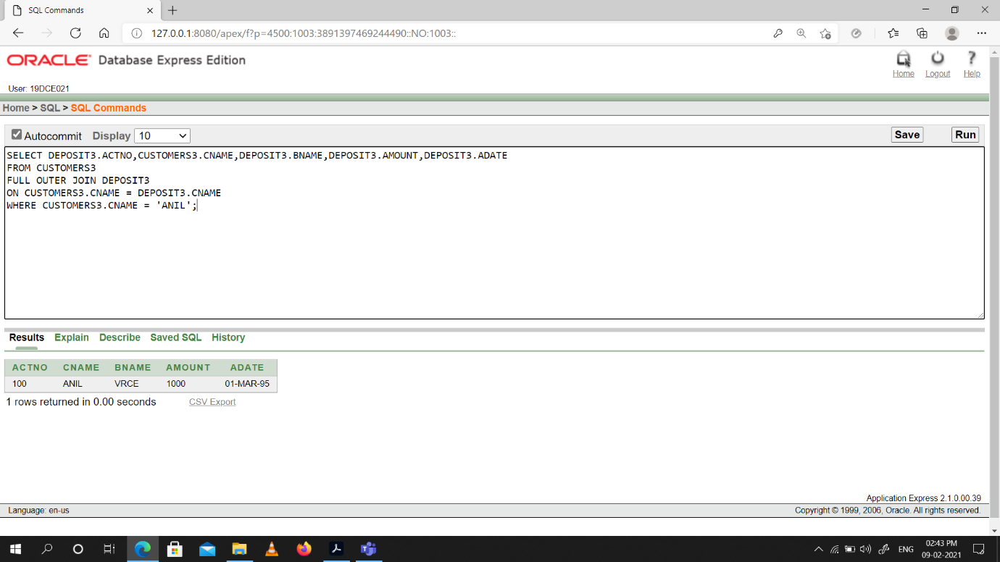 SQL Commands
127.0.0.1:8080/apex/f?p=4500:1003:3891397469244490::NO:1003::
ORACLE Database Express Edition
Home Logout Help
User: 19DCE021
Home > SQL > SQL Commands
Autocommit Display 10 Save Run
SELECT DEPOSIT3.ACTNO,CUSTOMERS3.CNAME,DEPOSIT3.BNAME,DEPOSIT3.AMOUNT,DEPOSIT3.ADATE
FROM CUSTOMERS3
FULL OUTER JOIN DEPOSIT3
ON CUSTOMERS3.CNAME = DEPOSIT3.CNAME
WHERE CUSTOMERS3.CNAME = 'ANIL';
Results Explain Describe Saved SQL History
ACTNO CNAME BNAME AMOUNT ADATE
100 ANIL VRCE 1000 01-MAR-95
1 rows returned in 0.00 seconds CSV Export
Application Express 2.1.0.00.39
Language: en-us Copyright © 1999, 2006, Oracle. All rights reserved.
ENG 02:43 PM
09-02-2021